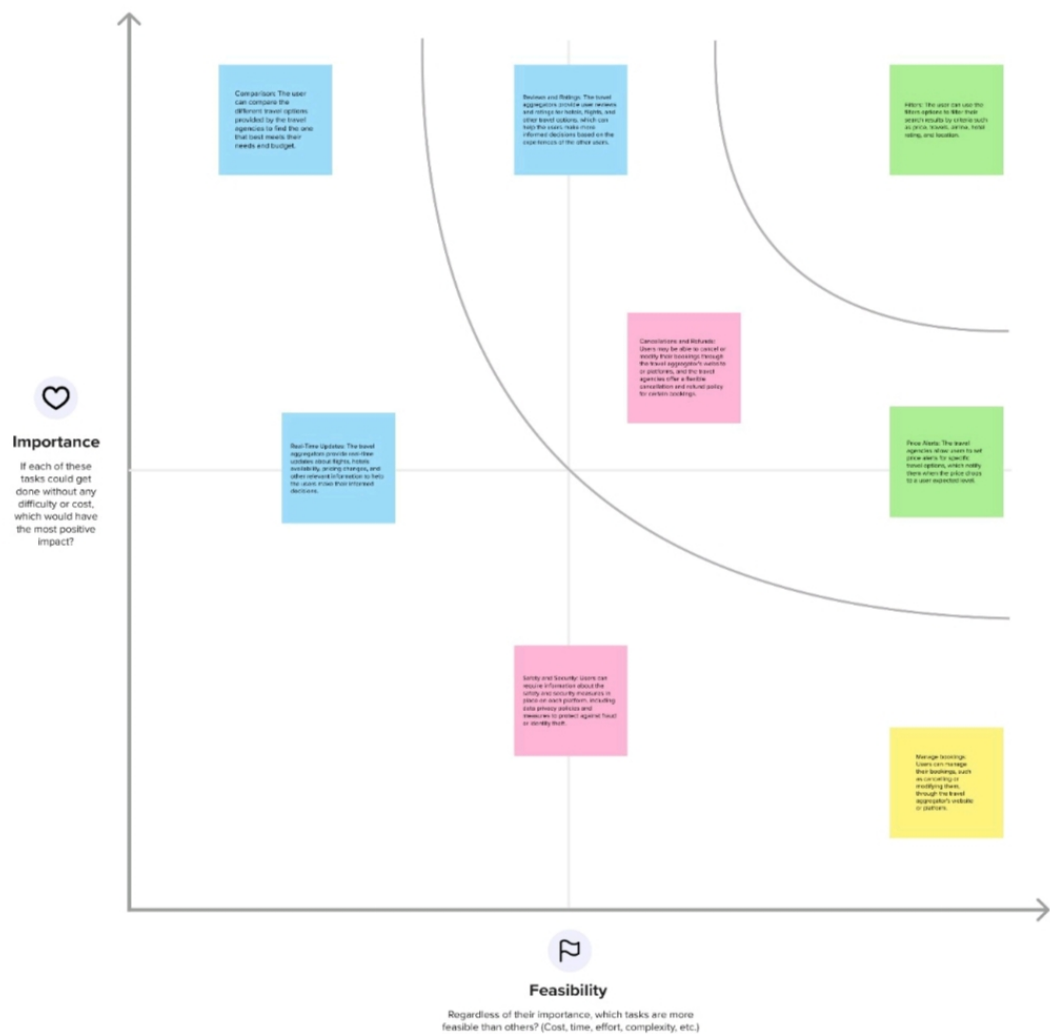 Comparison: The user
can compare the
different travel options
provided by the travel
agencies to find the one
that best meets their
needs and budget.
Reviews and Ratings: The travel
aggregators provide user reviews
and ratings for hotels, flights, and
other travel options, which can
help the users make more
informed decisions based on the
experiences of the other users.
Filters: The user can use the
filters options to filter their
search results by criteria such
as price, travels, airline, hotel
rating, and location.
Cancellations and Refunds:
Users may be able to cancel or
modify their bookings through
the travel aggregator's website
or platforms, and the travel
agencies offer a flexible
cancellation and refund policy
for certain bookings.
Importance
If each of these
tasks could get
done without any
difficulty or cost,
which would have
the most positive
impact?
Real-Time Updates: The travel
aggregators provide real-time
updates about flights, hotels
availability, pricing changes, and
other relevant information to help
the users make their informed
decisions.
Price Alerts: The travel
agencies allow users to set
price alerts for specific
travel options, which notify
them when the price drops
to a user expected level.
Safety and Security: Users can
require information about the
safety and security measures in
place on each platform, including
data privacy policies and
measures to protect against fraud
or identity theft.
Manage bookings:
Users can manage
their bookings, such
as cancelling or
modifying them,
through the travel
aggregator's website
or platform.
Feasibility
Regardless of their importance, which tasks are more
feasible than others? (Cost, time, effort, complexity, etc.)